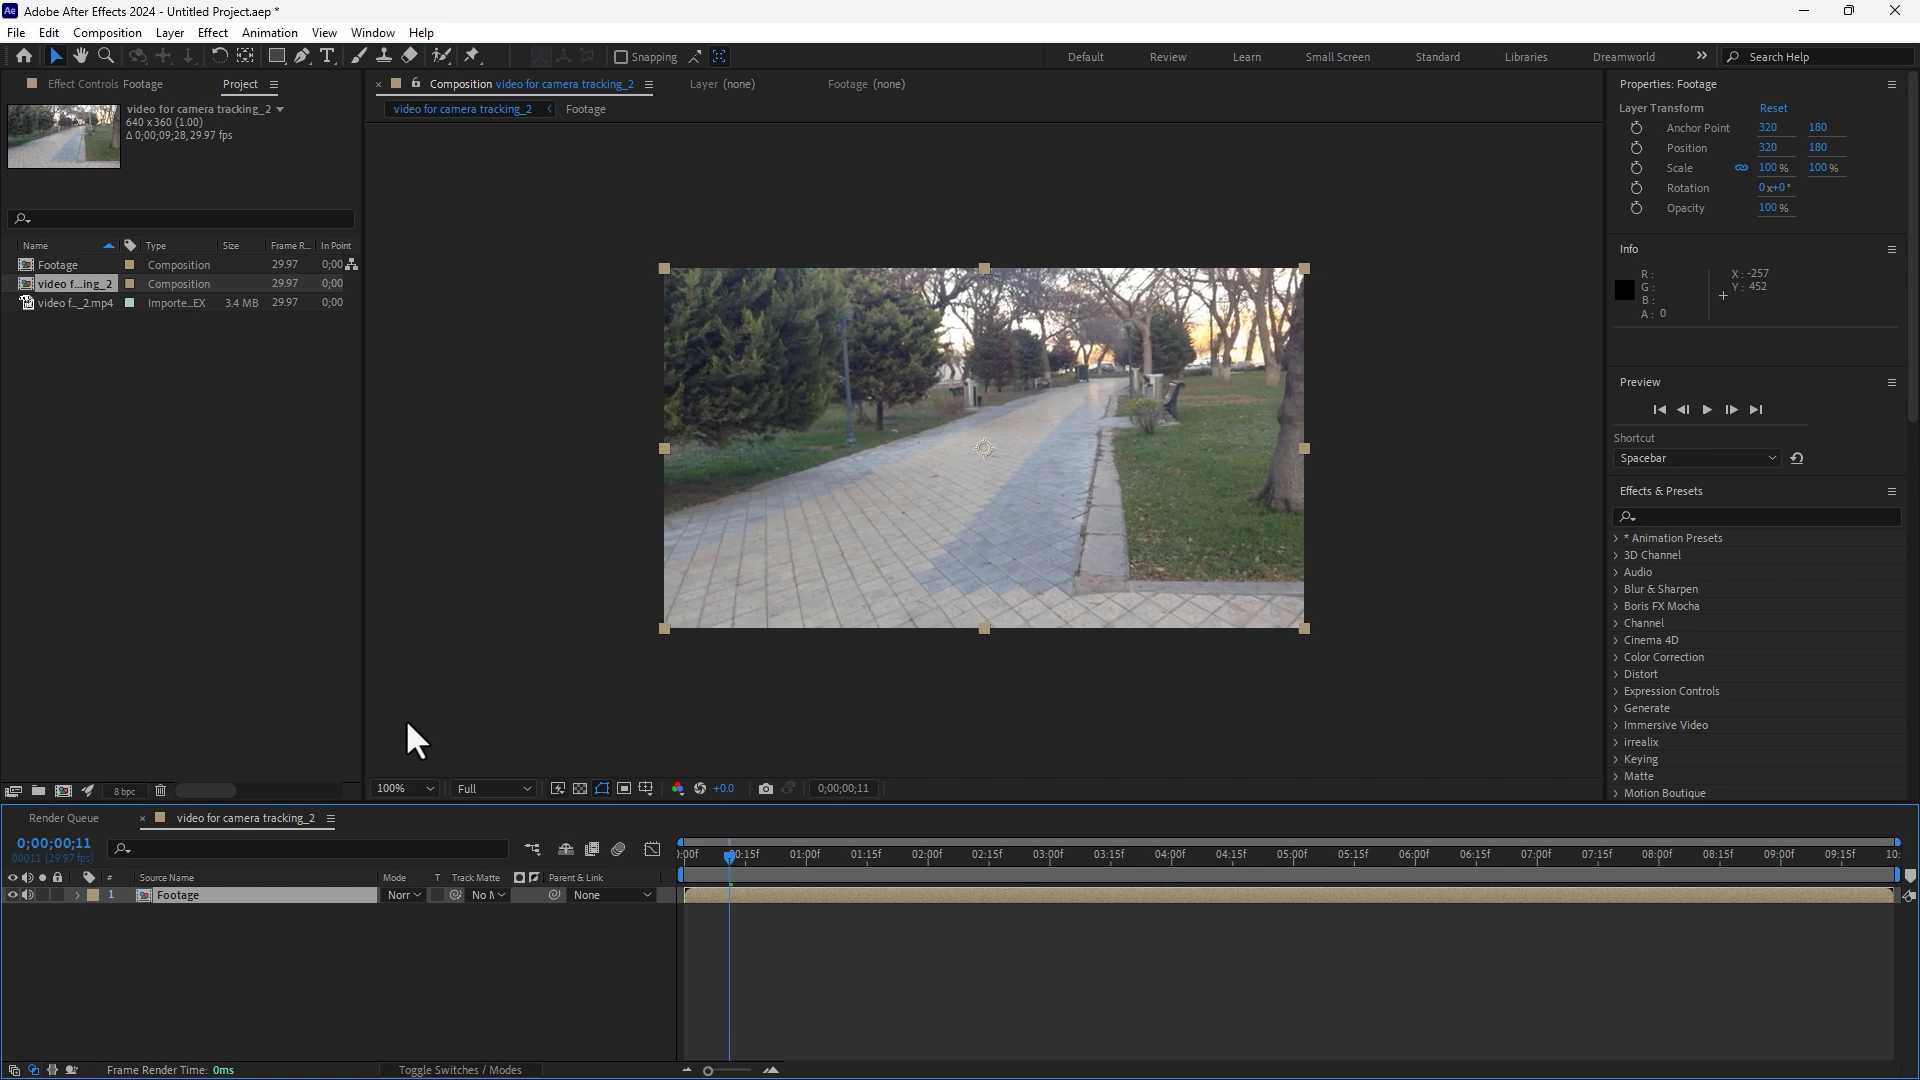 Adobe After Effects 2024 - Untitled Project.aep *
File Edit Composition Layer Effect Animation View Window Help
Snapping Default Review Learn Small Screen Standard Libraries Dreamworld Search Help
Effect Controls Footage Project
video for camera tracking_2
640 x 360 (1.00)
Δ 0;00;09;28, 29.97 fps
Name Type Size Frame R... In Point
Footage Composition 29.97 0;00
video f...ing_2 Composition 29.97 0;00
video f..._2.mp4 Importe...EX 3.4 MB 29.97 0;00
8 bpc
Composition video for camera tracking_2 Layer (none) Footage (none)
video for camera tracking_2 Footage
100% Full +0.0 0;00;00;11
Properties: Footage
Layer Transform Reset
Anchor Point 320 180
Position 320 180
Scale 100 % 100 %
Rotation 0x+0°
Opacity 100 %
Info
R: X: -257
G: Y: 452
B:
A: 0
Preview
Shortcut
Spacebar
Effects & Presets
* Animation Presets
3D Channel
Audio
Blur & Sharpen
Boris FX Mocha
Channel
Cinema 4D
Color Correction
Distort
Expression Controls
Generate
Immersive Video
irrealix
Keying
Matte
Motion Boutique
Render Queue video for camera tracking_2
0;00;00;11
00011 (29.97 fps)
:00f 00:15f 01:00f 01:15f 02:00f 02:15f 03:00f 03:15f 04:00f 04:15f 05:00f 05:15f 06:00f 06:15f 07:00f 07:15f 08:00f 08:15f 09:00f 09:15f 10:
# Source Name Mode T Track Matte Parent & Link
1 Footage Norr No None
Frame Render Time: 0ms Toggle Switches / Modes